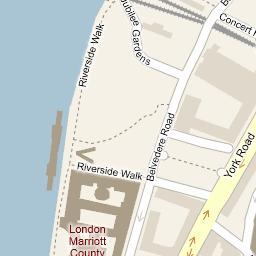 Jubilee
Gardens
Concert
Riverside Walk
Belvedere Road
York Road
Riverside Walk
London
Marriott
County